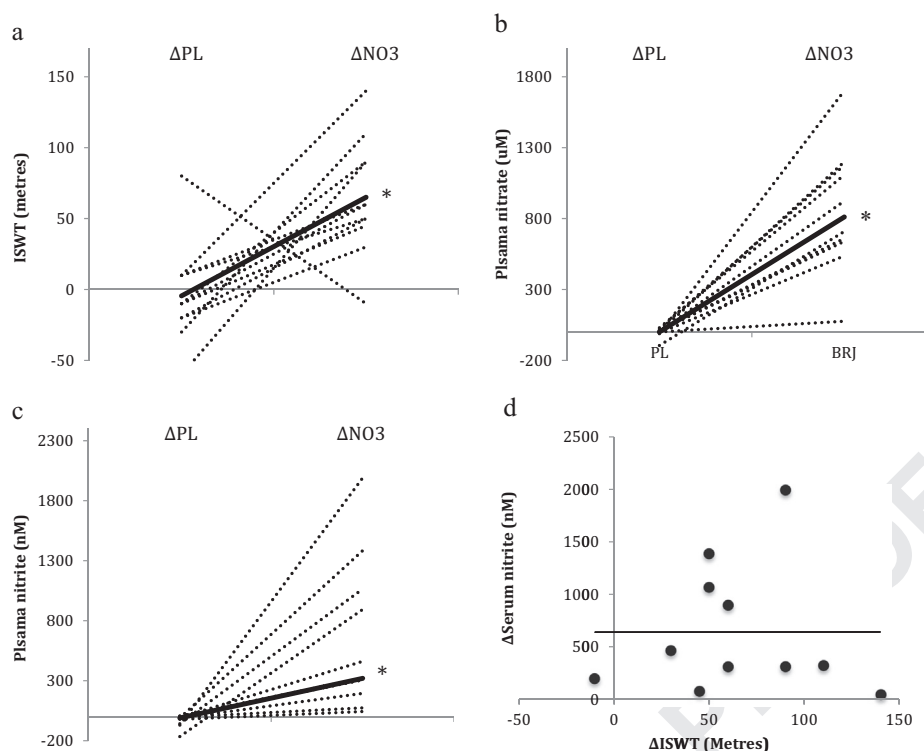 a
ΔPL
ΔNO3
150
100
50
0
-50
ISWT (metres)
*
b
ΔPL
ΔNO3
1800
1300
800
300
-200
Plsama nitrate (uM)
*
PL
BRJ
c
ΔPL
ΔNO3
2300
1300
800
300
-200
Plsama nitrite (nM)
*
d
2500
2000
1500
1000
500
0
ΔSerum nitrite (nM)
-50
0
50
100
150
ΔISWT (Metres)